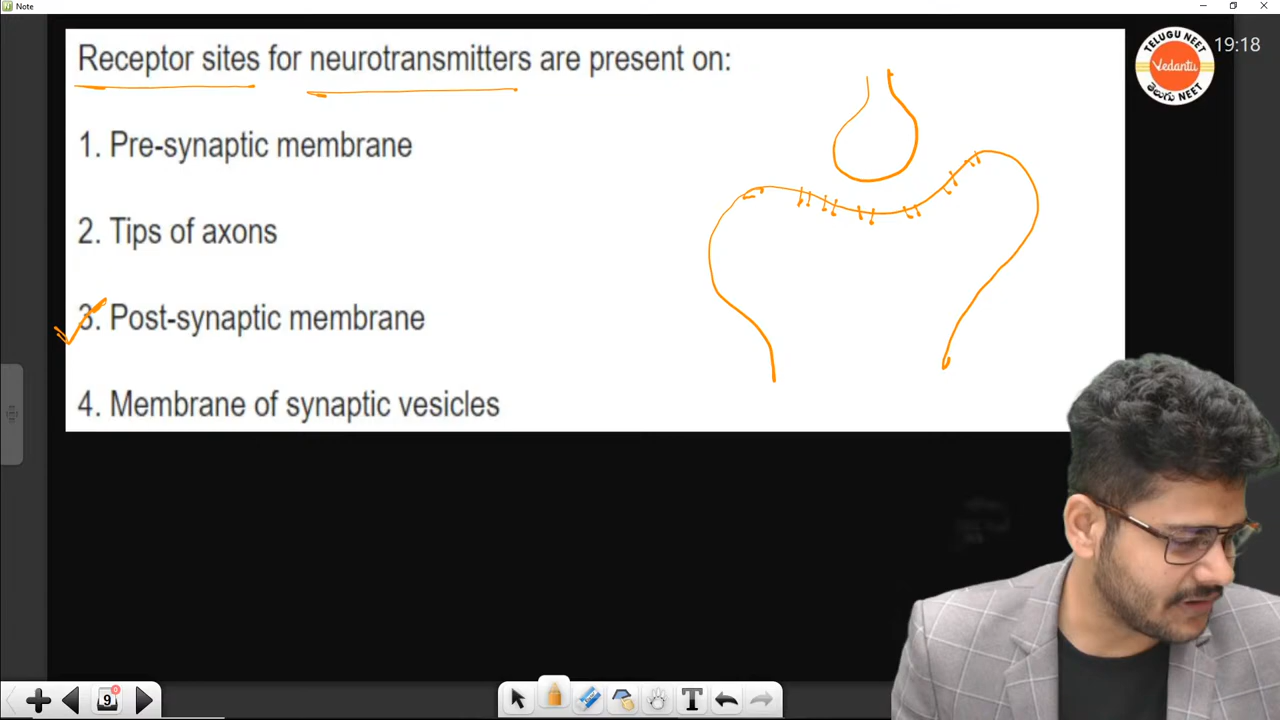 Note
Receptor sites for neurotransmitters are present on:
TELUGU NEET
Vedantu
తెలుగు NEET
19:18
1. Pre-synaptic membrane
2. Tips of axons
3. Post-synaptic membrane
4. Membrane of synaptic vesicles
9
0
T